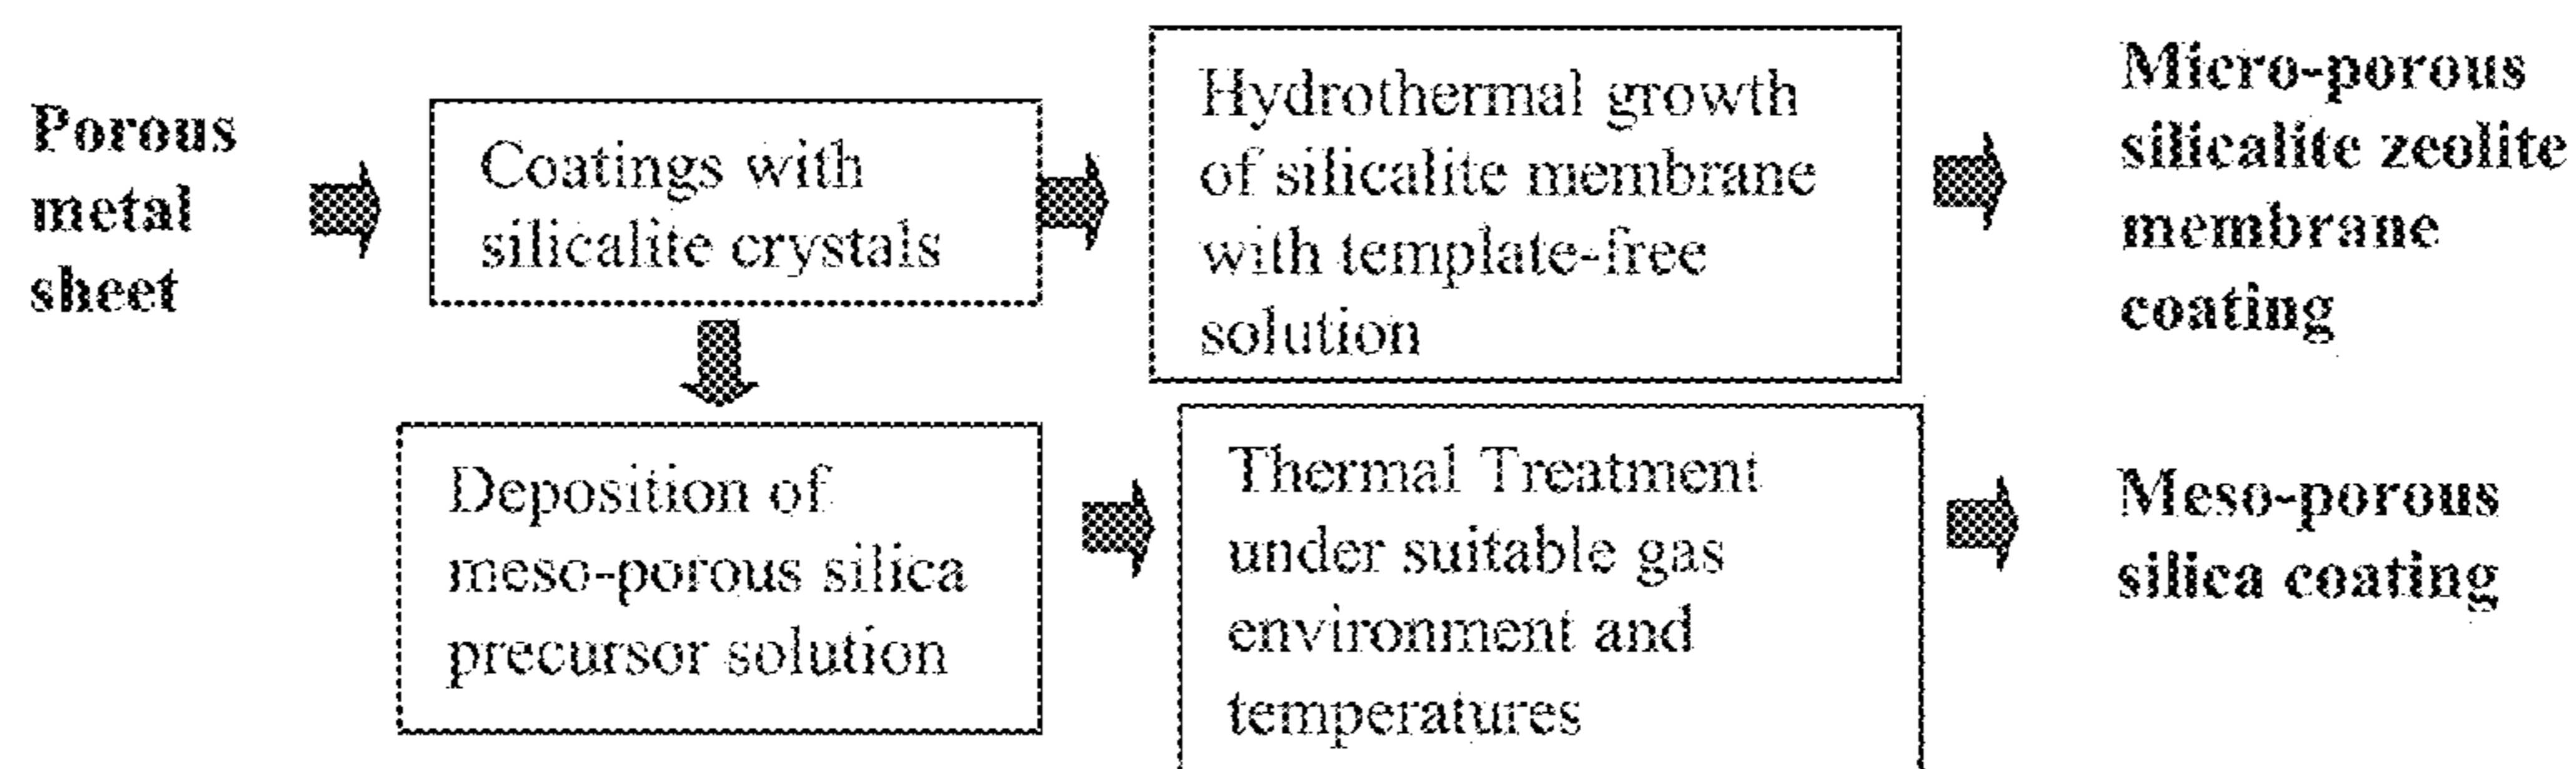 Porous
metal
sheet
Coatings with
silicalite crystals
Hydrothermal growth
of silicalite membrane
with template-free
solution
Micro-porous
silicalite zeolite
membrane
coating
Deposition of
meso-porous silica
precursor solution
Thermal Treatment
under suitable gas
environment and
temperatures
Meso-porous
silica coating